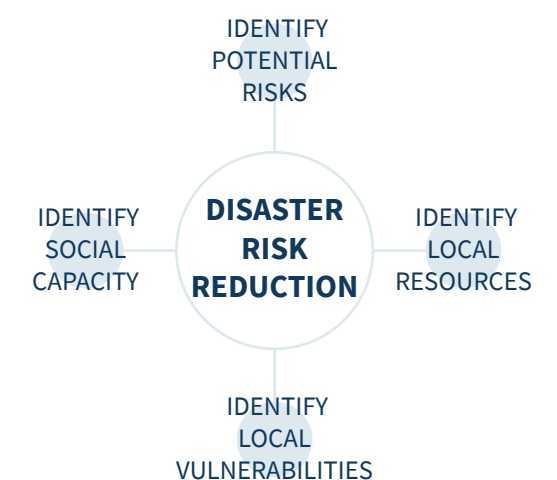 IDENTIFY
POTENTIAL
RISKS
IDENTIFY
SOCIAL
CAPACITY
DISASTER
RISK
REDUCTION
IDENTIFY
LOCAL
RESOURCES
IDENTIFY
LOCAL
VULNERABILITIES